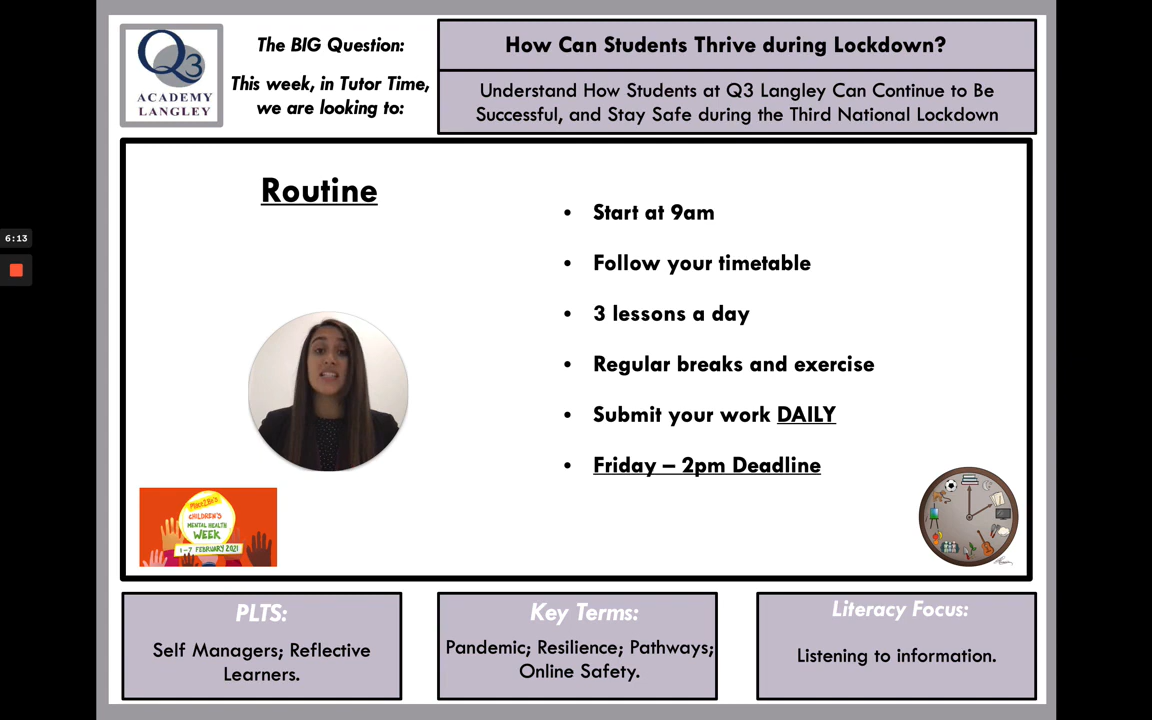 Q3
ACADEMY
LANGLEY
The BIG Question:
This week, in Tutor Time,
we are looking to:
How Can Students Thrive during Lockdown?
Understand How Students at Q3 Langley Can Continue to Be
Successful, and Stay Safe during the Third National Lockdown
6:13
Routine
• Start at 9am
• Follow your timetable
• 3 lessons a day
• Regular breaks and exercise
• Submit your work DAILY
• Friday – 2pm Deadline
CHILDREN'S
MENTAL HEALTH
WEEK
1-7 FEBRUARY 2021
PLTS:
Self Managers; Reflective
Learners.
Key Terms:
Pandemic; Resilience; Pathways;
Online Safety.
Literacy Focus:
Listening to information.